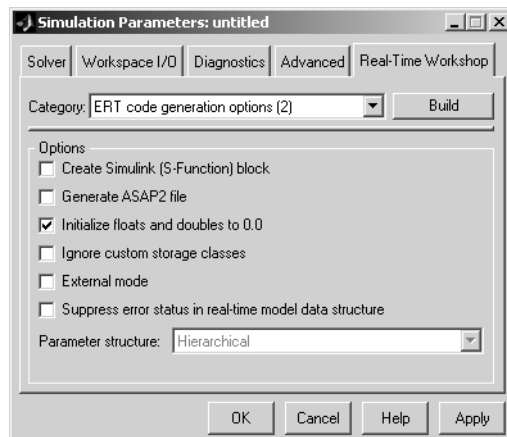 Simulation Parameters: untitled
Solver Workspace I/O Diagnostics Advanced Real-Time Workshop
Category: ERT code generation options (2) Build
Options
Create Simulink (S-Function) block
Generate ASAP2 file
Initialize floats and doubles to 0.0
Ignore custom storage classes
External mode
Suppress error status in real-time model data structure
Parameter structure: Hierarchical
OK Cancel Help Apply